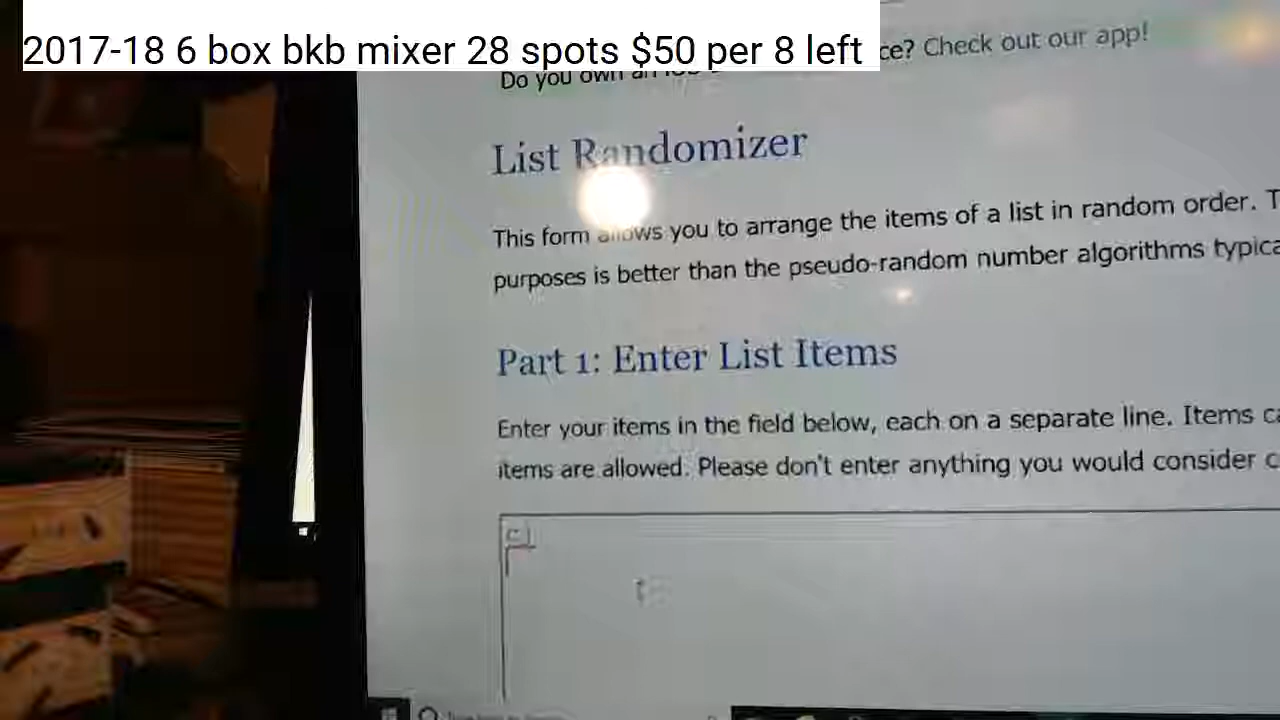 2017-18 6 box bkb mixer 28 spots $50 per 8 left
ce? Check out our app!
Do you own an iOS
List Randomizer
This form allows you to arrange the items of a list in random order. T
purposes is better than the pseudo-random number algorithms typica
Part 1: Enter List Items
Enter your items in the field below, each on a separate line. Items ca
items are allowed. Please don't enter anything you would consider c